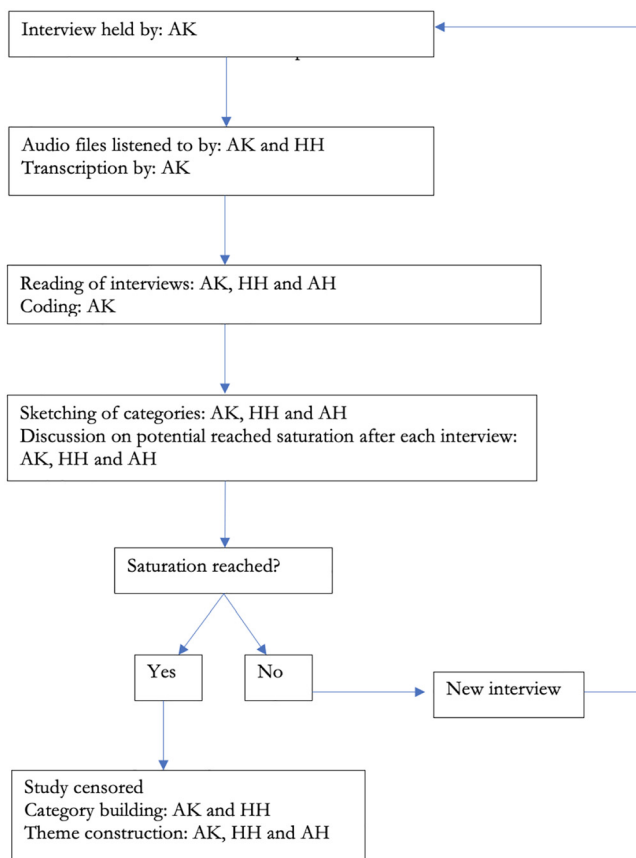 Interview held by: AK
Audio files listened to by: AK and HH
Transcription by: AK
Reading of interviews: AK, HH and AH
Coding: AK
Sketching of categories: AK, HH and AH
Discussion on potential reached saturation after each interview:
AK, HH and AH
Saturation reached?
Yes
No
New interview
Study censored
Category building: AK and HH
Theme construction: AK, HH and AH